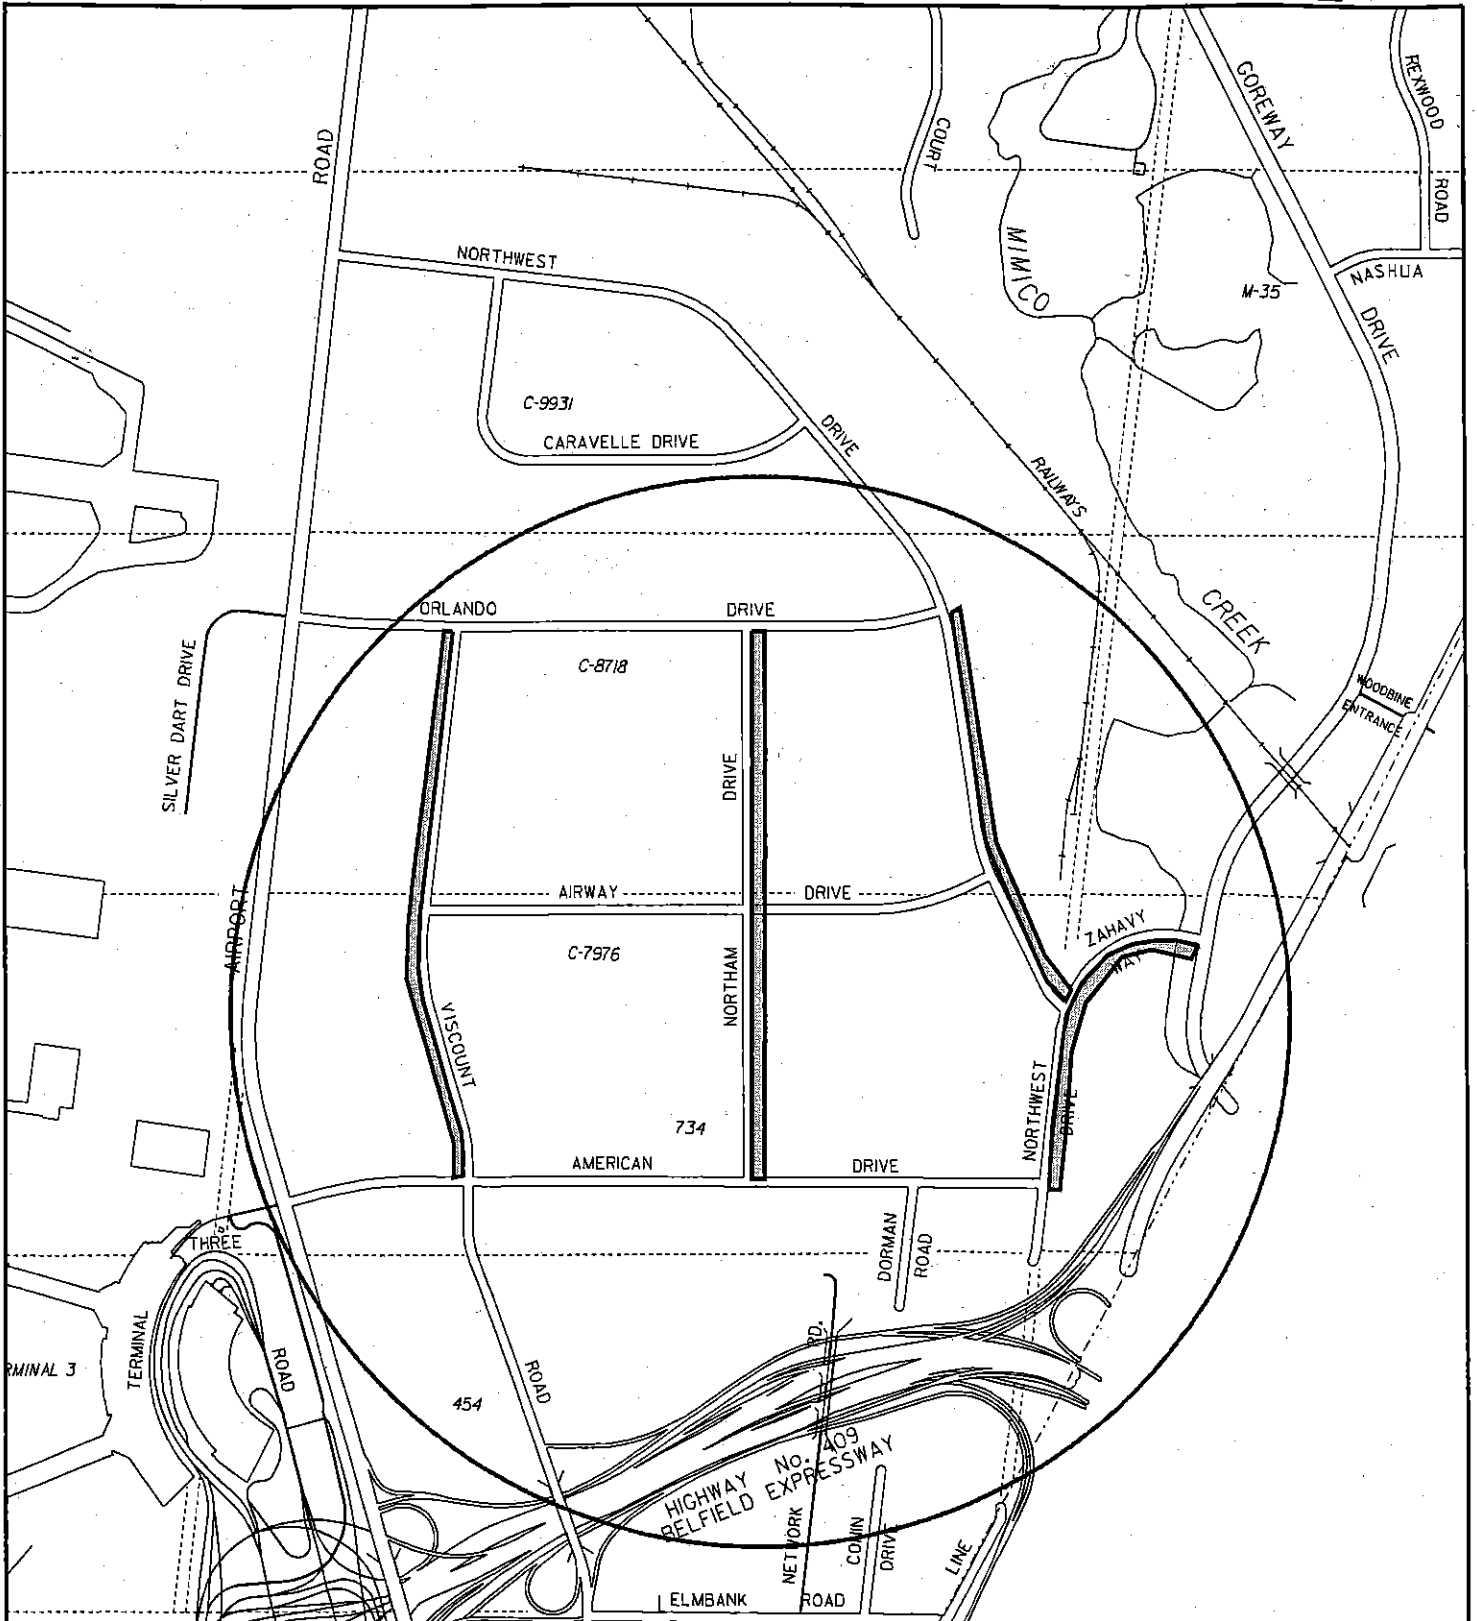 ROAD
COURT
GOREWAY
REXWOOD
ROAD
NORTHWEST
MIMICO
NASHUA
M-35
DRIVE
C-9931
CARAVELLE DRIVE
DRIVE
RAILWAYS
CREEK
ORLANDO
DRIVE
C-8718
SILVER DART DRIVE
WOODBINE
ENTRANCE
DRIVE
AIRWAY
DRIVE
AIRPORT
ZAHAVY
WAY
C-7976
NORTHAM
VISCOUNT
NORTHWEST
DRIVE
734
AMERICAN
DRIVE
DORMAN
ROAD
THREE
TERMINAL
ROAD
RD.
RMINAL 3
ROAD
454
HIGHWAY No. 409
BELFIELD EXPRESSWAY
NETWORK
CONIN
DRIVE
LINE
ELMBANK
ROAD